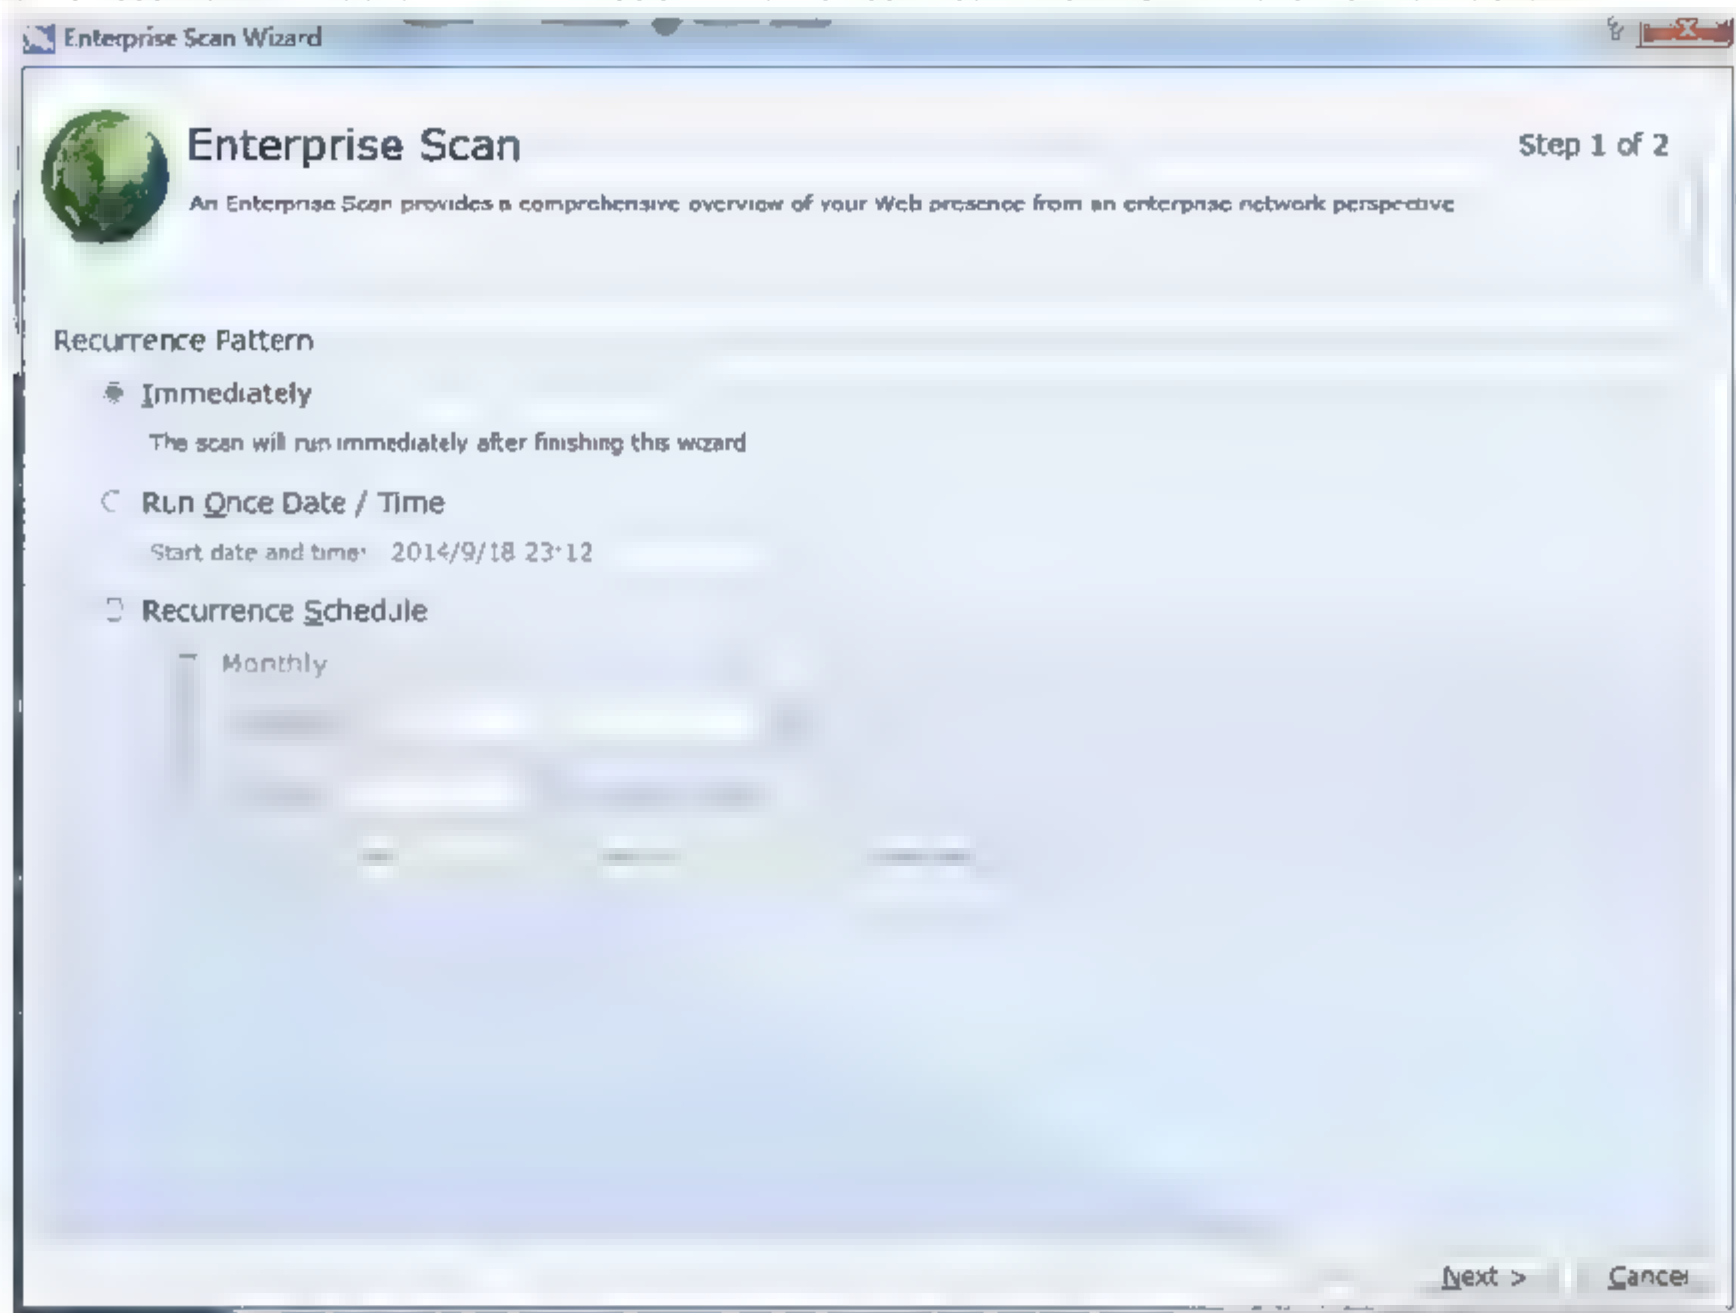 Enterprise Scan Wizard
Enterprise Scan
Step 1 of 2
An Enterprise Scan provides a comprehensive overview of your Web presence from an enterprise network perspective
Recurrence Pattern
Immediately
The scan will run immediately after finishing this wizard
Run Once Date / Time
Start date and time: 2014/9/18 23:12
Recurrence Schedule
Monthly
Next >
Cancel